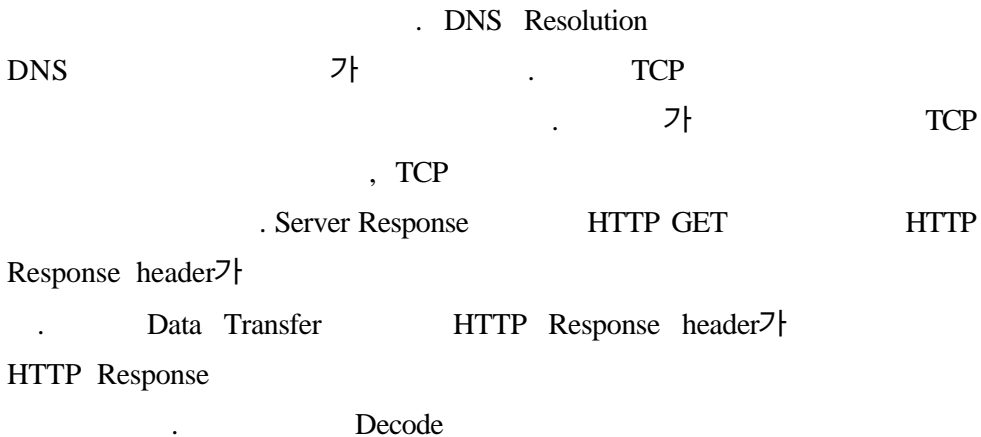 . DNS Resolution
DNS 가 . TCP
. 가 TCP
, TCP
. Server Response HTTP GET HTTP
Response header가
. Data Transfer HTTP Response header가
HTTP Response
. Decode